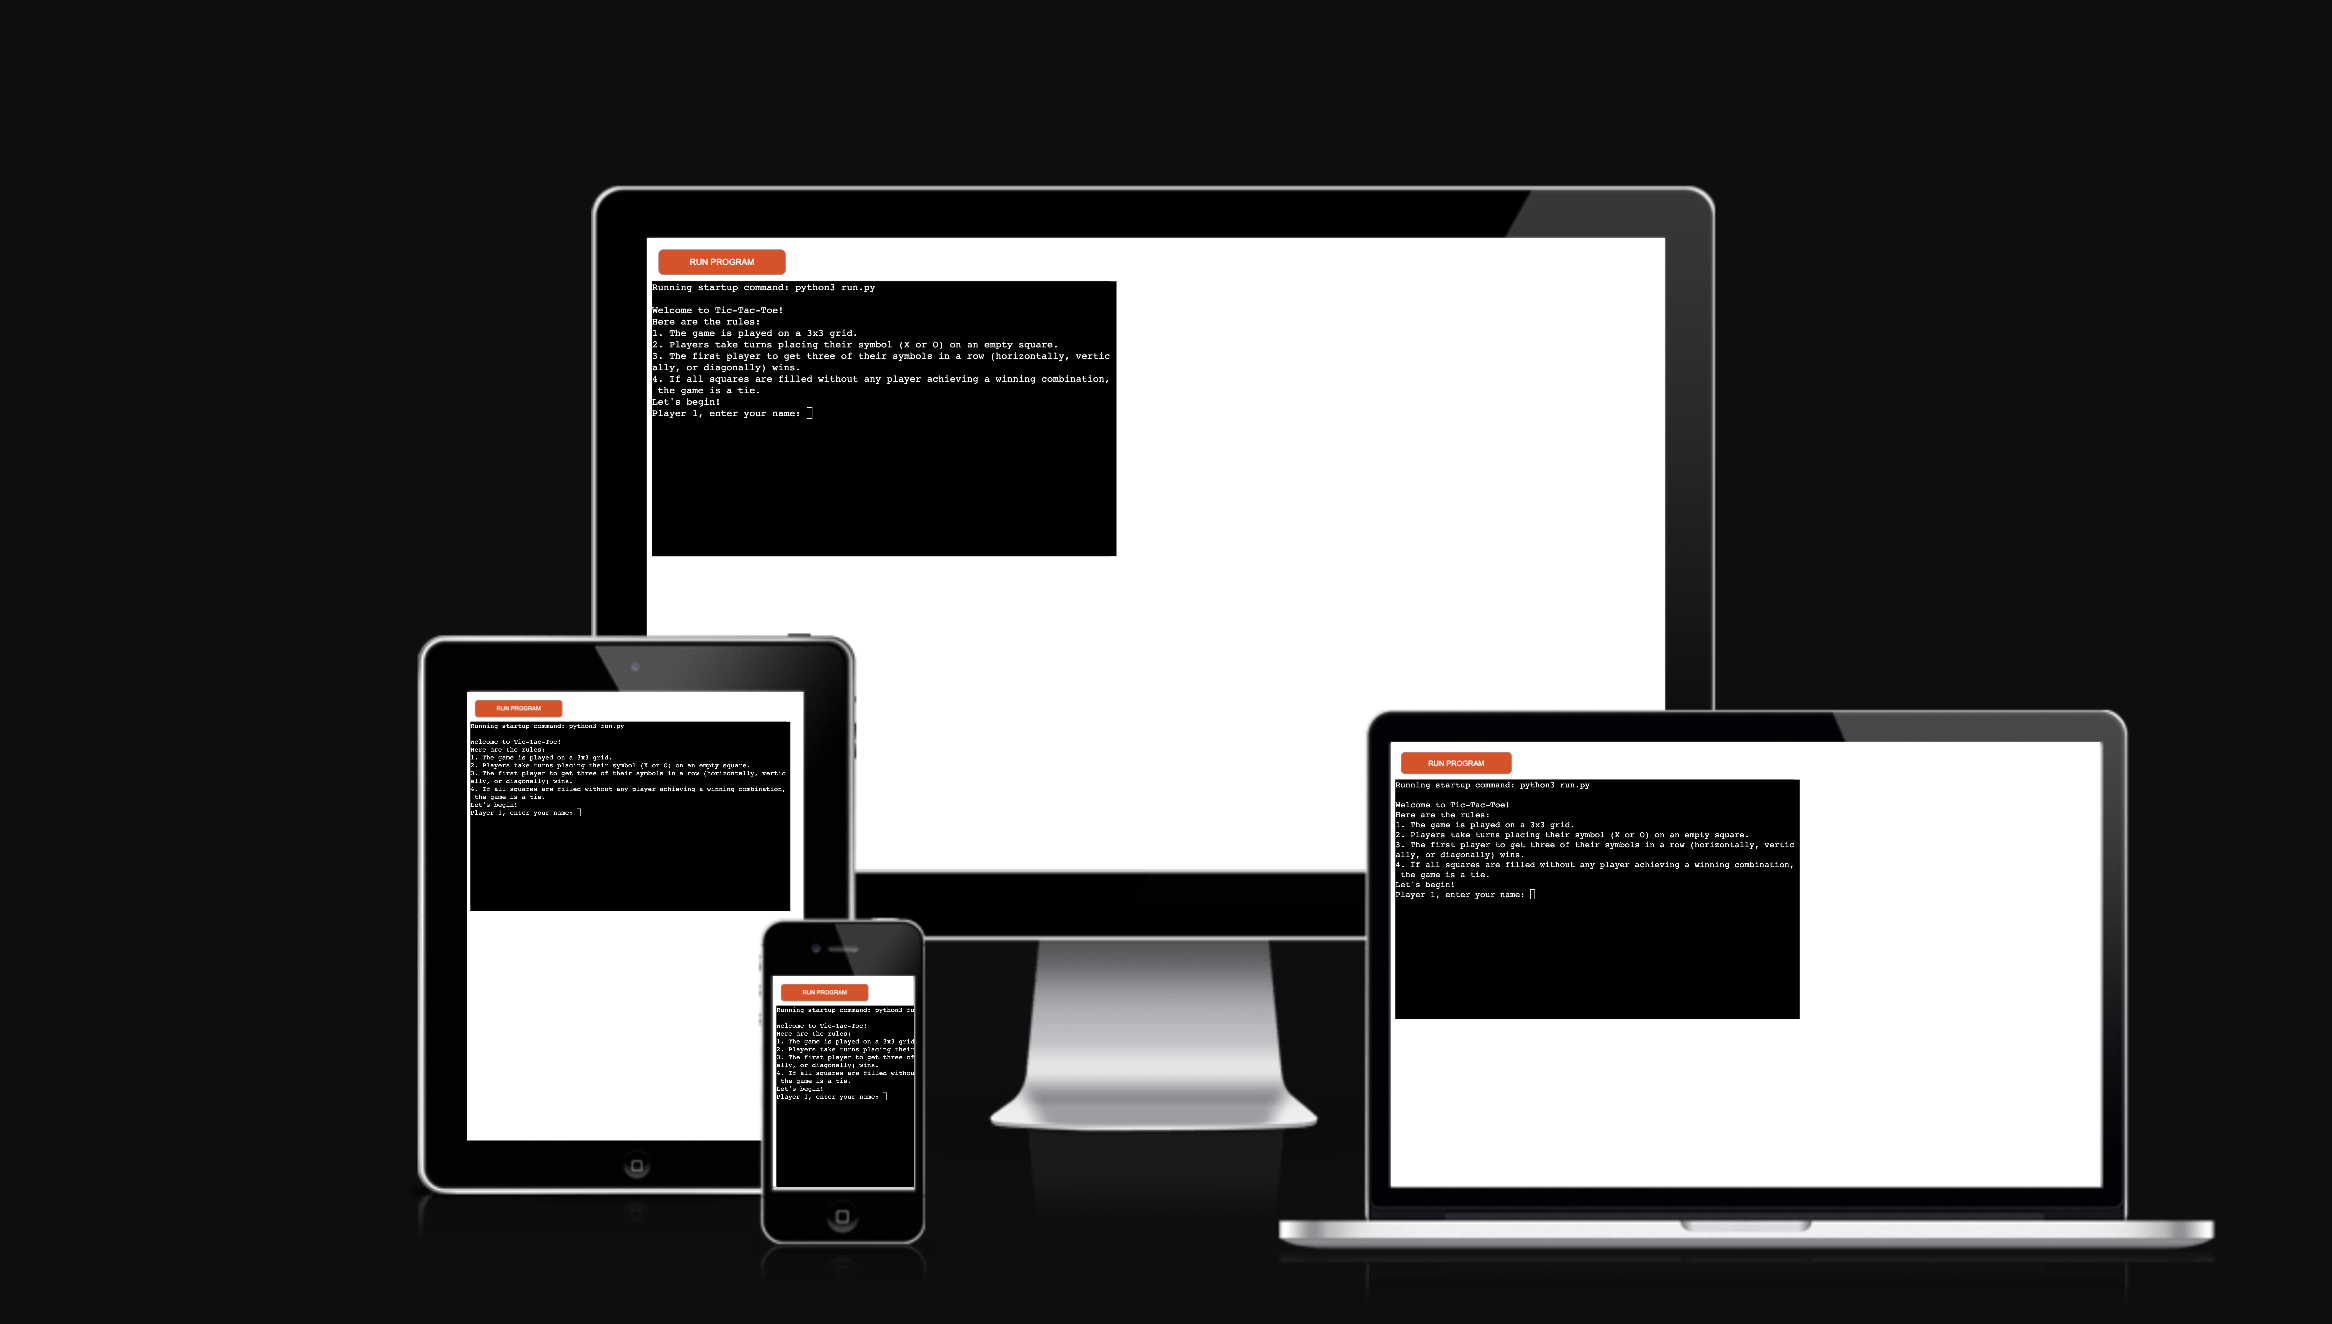 RUN PROGRAM
Running startup command: python3 run.py
Welcome to Tic-Tac-Toe!
Here are the rules:
1. The game is played on a 3x3 grid.
2. Players take turns placing their symbol (X or O) on an empty square.
3. The first player to get three of their symbols in a row (horizontally, vertic
ally, or diagonally) wins.
4. If all squares are filled without any player achieving a winning combination,
 the game is a tie.
Let's begin!
Player 1, enter your name:
RUN PROGRAM
Running startup command: python3 run.py
Welcome to Tic-Tac-Toe!
Here are the rules:
1. The game is played on a 3x3 grid.
2. Players take turns placing their symbol (X or O) on an empty square.
3. The first player to get three of their symbols in a row (horizontally, vertic
ally, or diagonally) wins.
4. If all squares are filled without any player achieving a winning combination,
 the game is a tie.
Let's begin!
Player 1, enter your name:
RUN PROGRAM
Running startup command: python3 ru
Welcome to Tic-Tac-Toe!
Here are the rules:
1. The game is played on a 3x3 grid
2. Players take turns placing their
3. The first player to get three of
ally, or diagonally) wins.
4. If all squares are filled withou
 the game is a tie.
Let's begin!
Player 1, enter your name:
RUN PROGRAM
Running startup command: python3 run.py
Welcome to Tic-Tac-Toe!
Here are the rules:
1. The game is played on a 3x3 grid.
2. Players take turns placing their symbol (X or O) on an empty square.
3. The first player to get three of their symbols in a row (horizontally, vertic
ally, or diagonally) wins.
4. If all squares are filled without any player achieving a winning combination,
 the game is a tie.
Let's begin!
Player 1, enter your name: